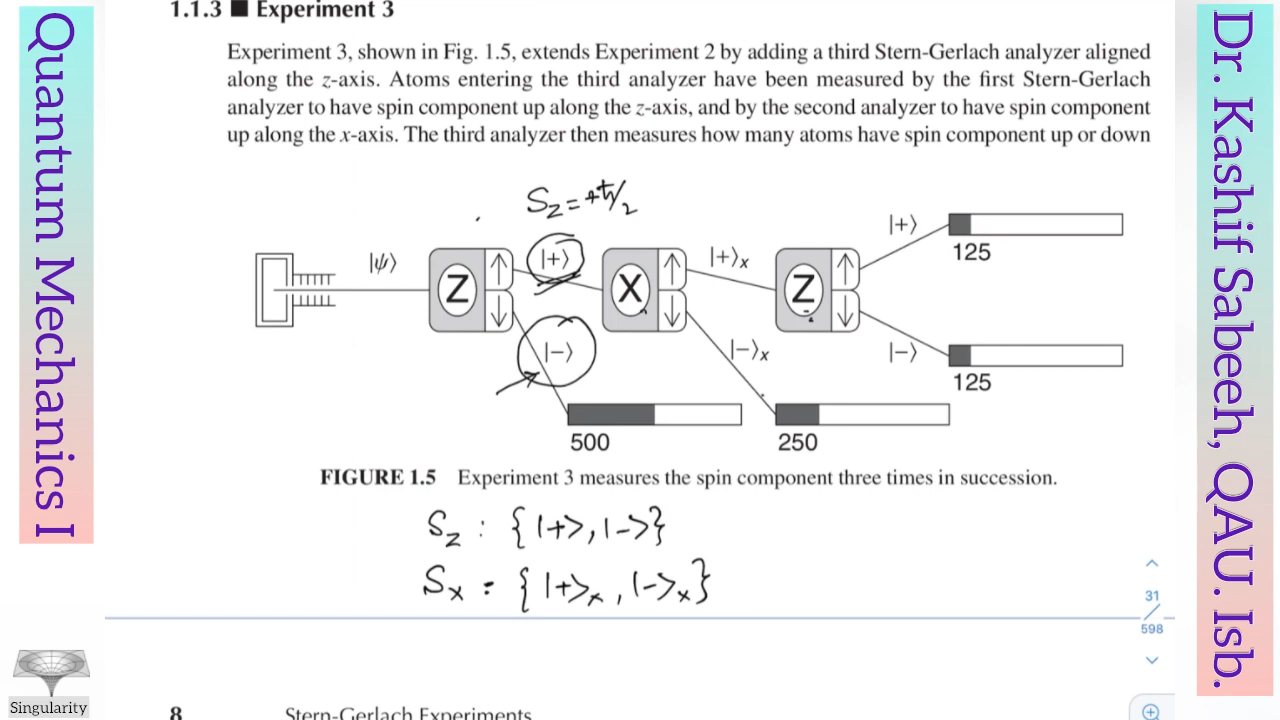 1.1.3 ■ Experiment 3
Experiment 3, shown in Fig. 1.5, extends Experiment 2 by adding a third Stern-Gerlach analyzer aligned
along the z-axis. Atoms entering the third analyzer have been measured by the first Stern-Gerlach
analyzer to have spin component up along the z-axis, and by the second analyzer to have spin component
up along the x-axis. The third analyzer then measures how many atoms have spin component up or down
S_z = +ħ/2
|ψ⟩
Z
|+⟩
|−⟩
500
X
|+⟩x
|−⟩x
250
Z
|+⟩
125
|−⟩
125
FIGURE 1.5 Experiment 3 measures the spin component three times in succession.
S_z : {|+>, |->}
S_x = {|+>x, |->x}
31
598
8 Stern-Gerlach Experiments
Quantum Mechanics I
Dr. Kashif Sabeeh, QAU. Isb.
Singularity